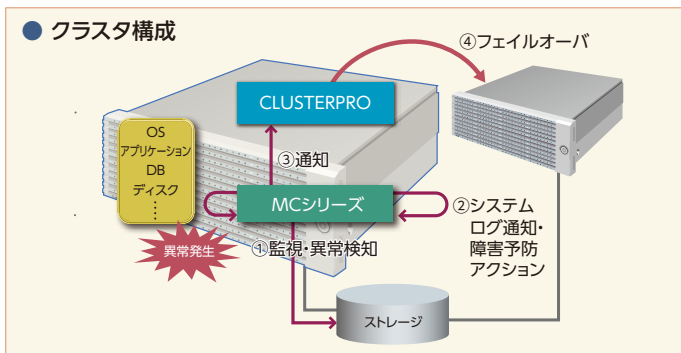 ● クラスタ構成
④フェイルオーバ
CLUSTERPRO
OS
アプリケーション
DB
ディスク
⋮
③通知
MCシリーズ
②システム
ログ通知・
障害予防
アクション
異常発生
①監視・異常検知
ストレージ